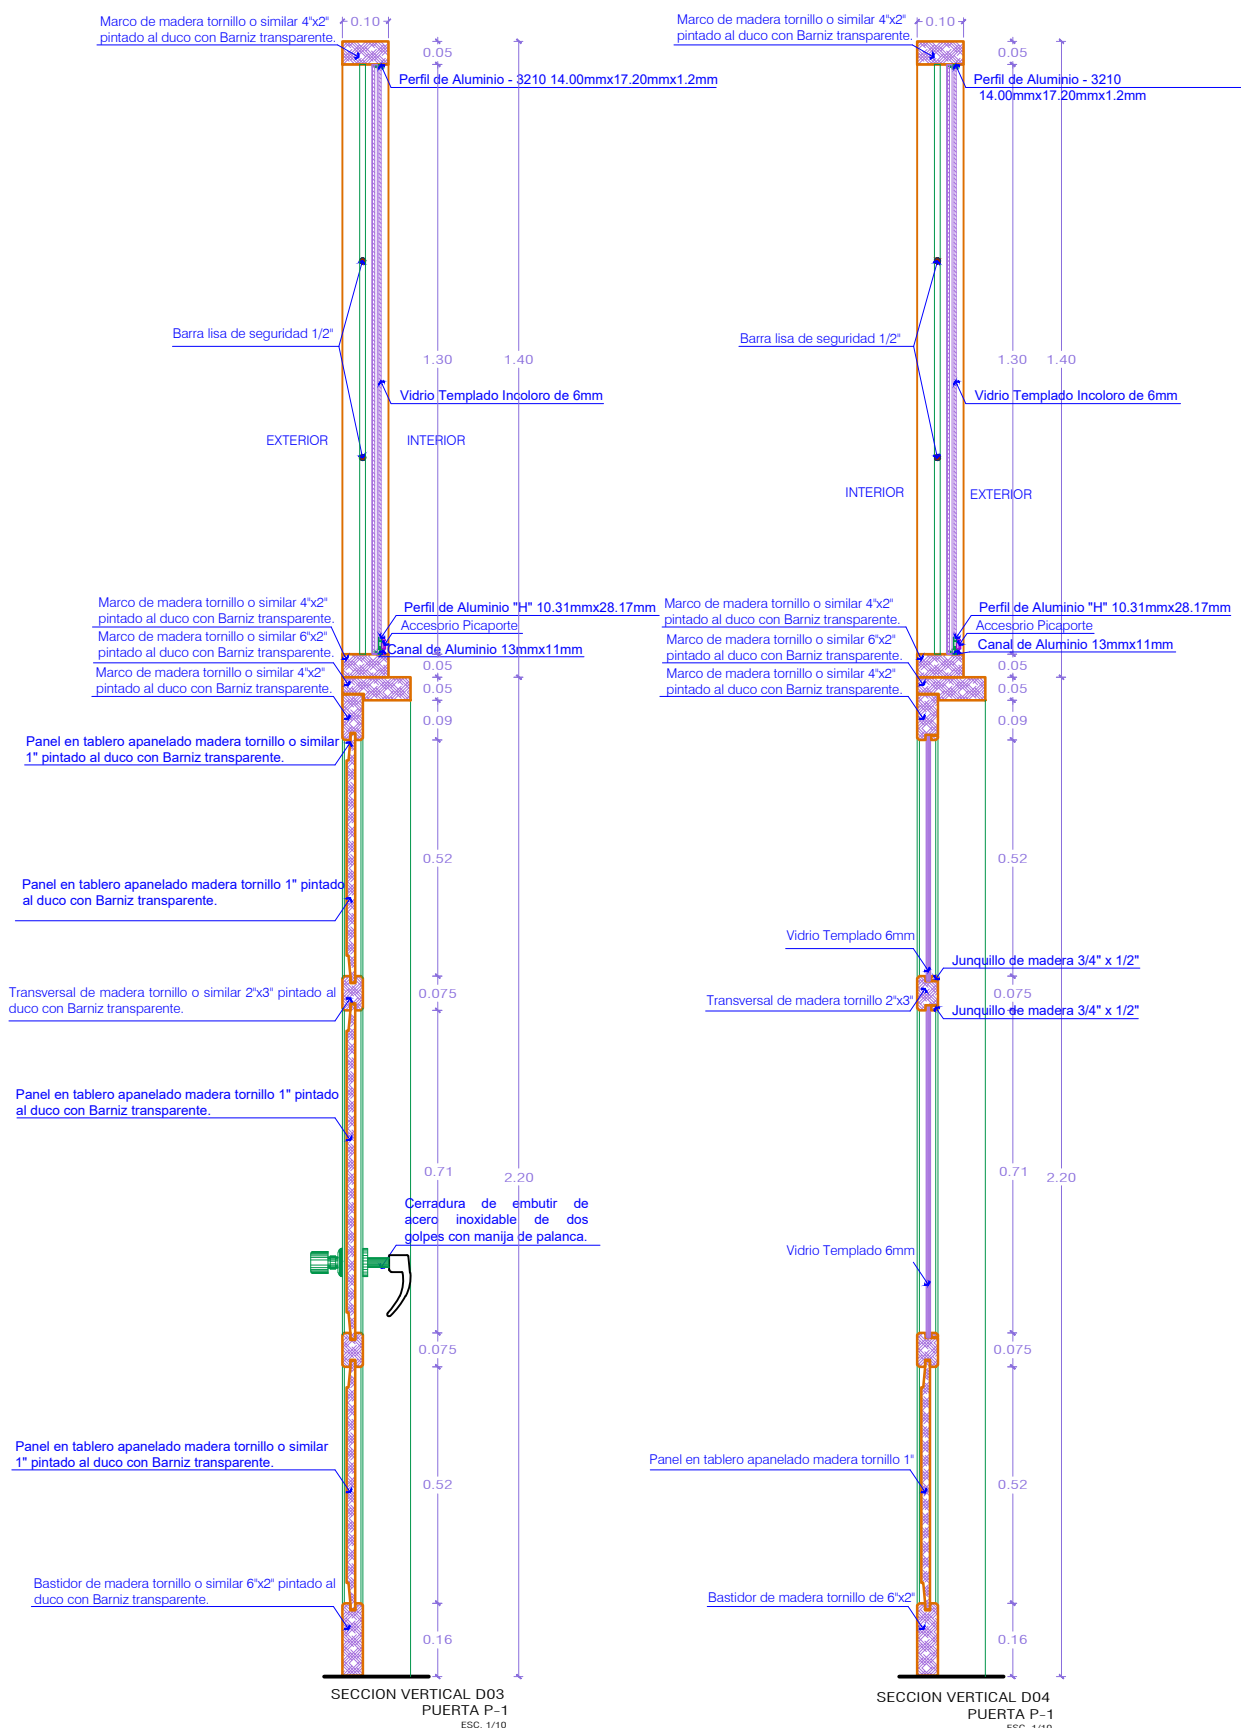 Marco de madera tornillo o similar 4"x2"
pintado al duco con Barniz transparente.
0.10
0.05
Perfil de Aluminio - 3210 14.00mmx17.20mmx1.2mm
Barra lisa de seguridad 1/2"
1.30
1.40
Vidrio Templado Incoloro de 6mm
EXTERIOR
INTERIOR
Marco de madera tornillo o similar 4"x2"
pintado al duco con Barniz transparente.
Marco de madera tornillo o similar 6"x2"
pintado al duco con Barniz transparente.
Marco de madera tornillo o similar 4"x2"
pintado al duco con Barniz transparente.
Perfil de Aluminio "H" 10.31mmx28.17mm
Accesorio Picaporte
Canal de Aluminio 13mmx11mm
0.05
0.05
0.09
Panel en tablero apanelado madera tornillo o similar
1" pintado al duco con Barniz transparente.
0.52
Panel en tablero apanelado madera tornillo 1" pintado
al duco con Barniz transparente.
Transversal de madera tornillo o similar 2"x3" pintado al
duco con Barniz transparente.
0.075
Panel en tablero apanelado madera tornillo 1" pintado
al duco con Barniz transparente.
0.71
2.20
Cerradura de embutir de
acero inoxidable de dos
golpes con manija de palanca.
0.075
Panel en tablero apanelado madera tornillo o similar
1" pintado al duco con Barniz transparente.
0.52
Bastidor de madera tornillo o similar 6"x2" pintado al
duco con Barniz transparente.
0.16
SECCION VERTICAL D03
PUERTA P-1
ESC. 1/10
Marco de madera tornillo o similar 4"x2"
pintado al duco con Barniz transparente.
0.10
0.05
Perfil de Aluminio - 3210
14.00mmx17.20mmx1.2mm
Barra lisa de seguridad 1/2"
1.30
1.40
Vidrio Templado Incoloro de 6mm
INTERIOR
EXTERIOR
Marco de madera tornillo o similar 4"x2"
pintado al duco con Barniz transparente.
Marco de madera tornillo o similar 6"x2"
pintado al duco con Barniz transparente.
Marco de madera tornillo o similar 4"x2"
pintado al duco con Barniz transparente.
Perfil de Aluminio "H" 10.31mmx28.17mm
Accesorio Picaporte
Canal de Aluminio 13mmx11mm
0.05
0.05
0.09
0.52
Vidrio Templado 6mm
Junquillo de madera 3/4" x 1/2"
Transversal de madera tornillo 2"x3"
0.075
Junquillo de madera 3/4" x 1/2"
0.71
2.20
Vidrio Templado 6mm
0.075
Panel en tablero apanelado madera tornillo 1"
0.52
Bastidor de madera tornillo de 6"x2"
0.16
SECCION VERTICAL D04
PUERTA P-1
ESC. 1/10